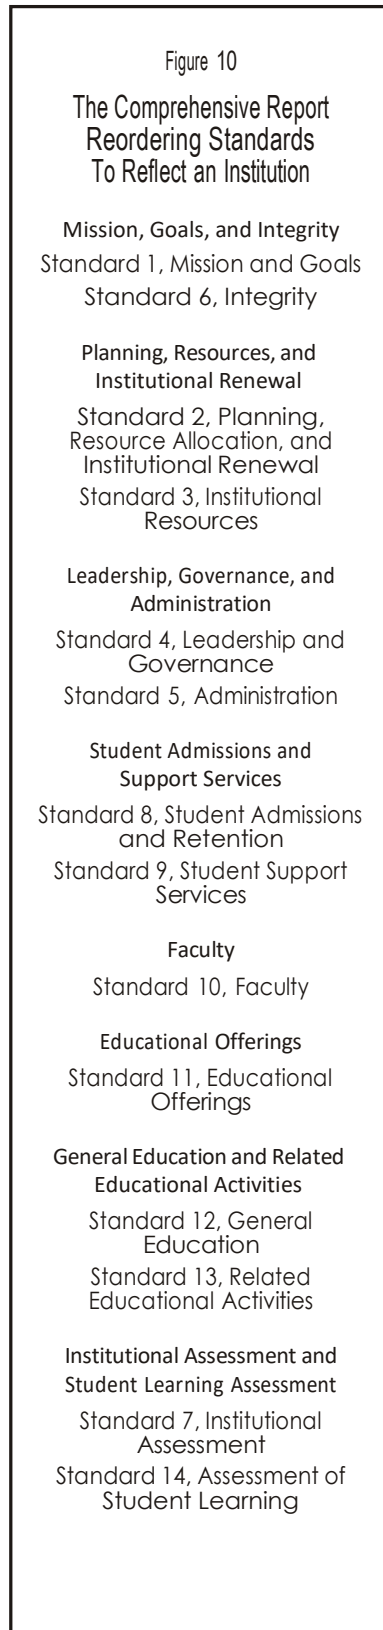 Figure 10
The Comprehensive Report
Reordering Standards
To Reflect an Institution
Mission, Goals, and Integrity
Standard 1, Mission and Goals
Standard 6, Integrity
Planning, Resources, and
Institutional Renewal
Standard 2, Planning,
Resource Allocation, and
Institutional Renewal
Standard 3, Institutional
Resources
Leadership, Governance, and
Administration
Standard 4, Leadership and
Governance
Standard 5, Administration
Student Admissions and
Support Services
Standard 8, Student Admissions
and Retention
Standard 9, Student Support
Services
Faculty
Standard 10, Faculty
Educational Offerings
Standard 11, Educational
Offerings
General Education and Related
Educational Activities
Standard 12, General
Education
Standard 13, Related
Educational Activities
Institutional Assessment and
Student Learning Assessment
Standard 7, Institutional
Assessment
Standard 14, Assessment of
Student Learning